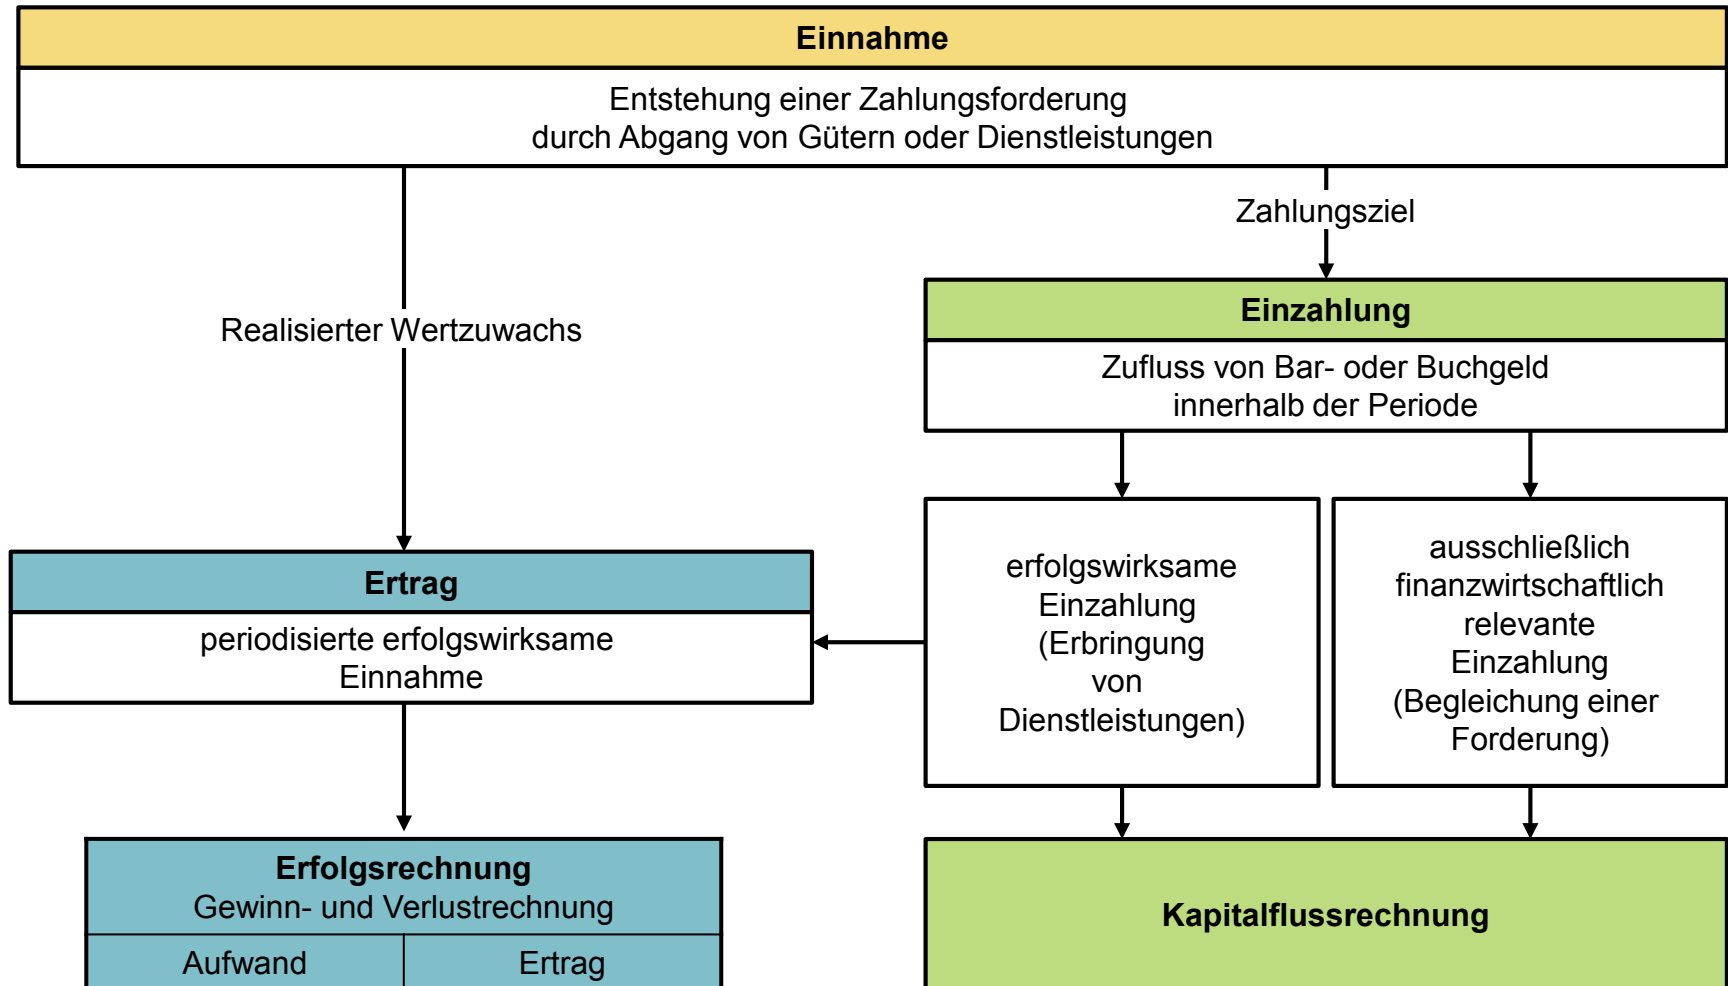 Einnahme
Entstehung einer Zahlungsforderung
durch Abgang von Gütern oder Dienstleistungen
Zahlungsziel
Realisierter Wertzuwachs
Einzahlung
Zufluss von Bar- oder Buchgeld
innerhalb der Periode
Ertrag
periodisierte erfolgswirksame
Einnahme
erfolgswirksame
Einzahlung
(Erbringung
von
Dienstleistungen)
ausschließlich
finanzwirtschaftlich
relevante
Einzahlung
(Begleichung einer
Forderung)
Erfolgsrechnung
Gewinn- und Verlustrechnung
Aufwand
Ertrag
Kapitalflussrechnung